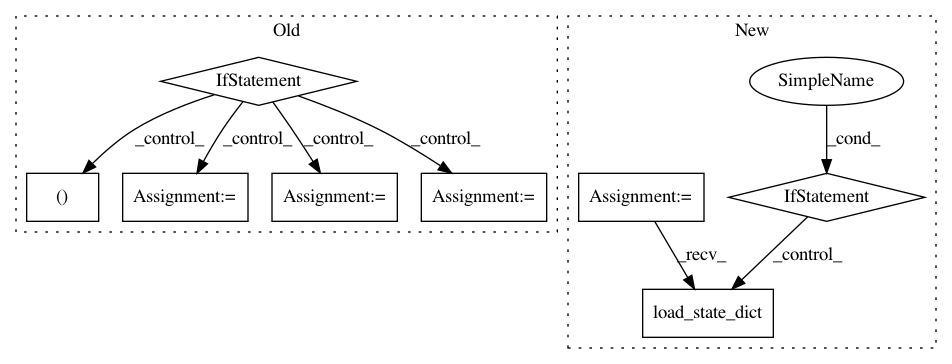 Old
New
IfStatement
SimpleName
_control_
_control_
_control_
_control_
_cond_
()
Assignment:=
Assignment:=
Assignment:=
Assignment:=
IfStatement
_recv_
_control_
load_state_dict